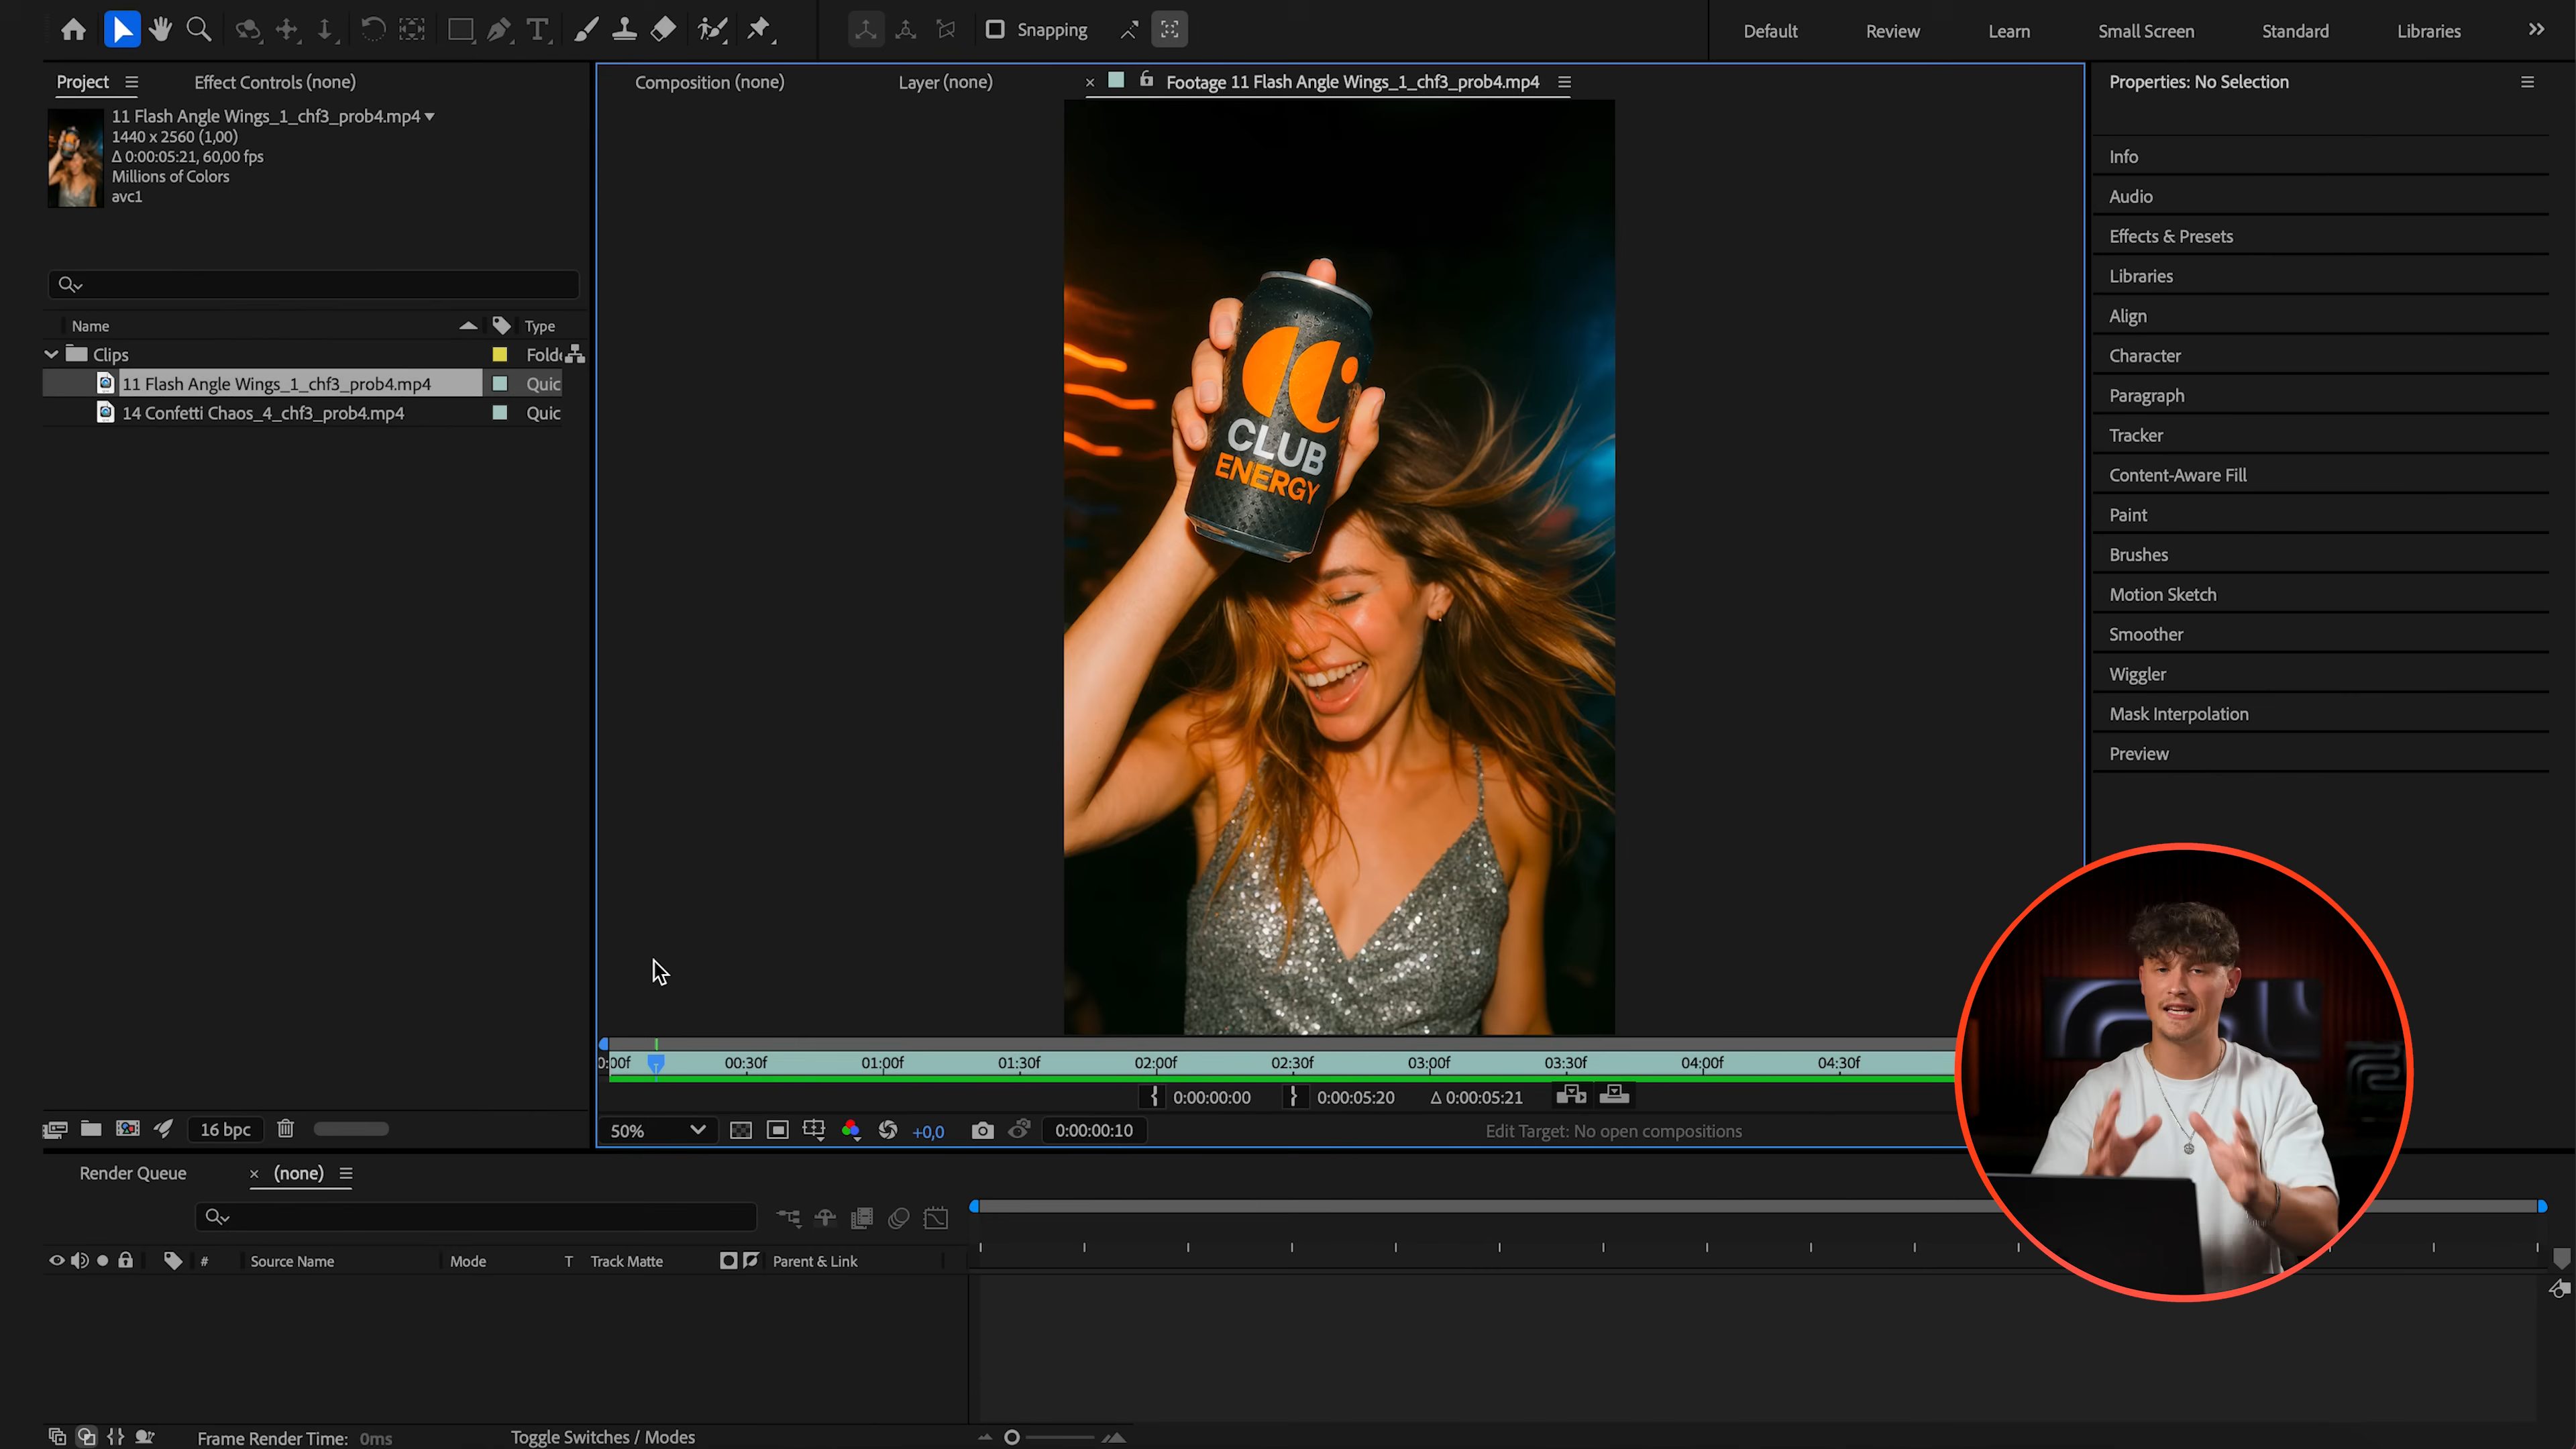 Snapping
Default
Review
Learn
Small Screen
Standard
Libraries
Project
Effect Controls (none)
11 Flash Angle Wings_1_chf3_prob4.mp4
1440 x 2560 (1,00)
Δ 0:00:05:21, 60,00 fps
Millions of Colors
avc1
Name
Type
Clips
Folde
11 Flash Angle Wings_1_chf3_prob4.mp4
Quic
14 Confetti Chaos_4_chf3_prob4.mp4
Quic
16 bpc
Composition (none)
Layer (none)
Footage 11 Flash Angle Wings_1_chf3_prob4.mp4
CLUB
ENERGY
0:00f
00:30f
01:00f
01:30f
02:00f
02:30f
03:00f
03:30f
04:00f
04:30f
0:00:00:00
0:00:05:20
Δ 0:00:05:21
50%
+0,0
0:00:00:10
Edit Target: No open compositions
Properties: No Selection
Info
Audio
Effects & Presets
Libraries
Align
Character
Paragraph
Tracker
Content-Aware Fill
Paint
Brushes
Motion Sketch
Smoother
Wiggler
Mask Interpolation
Preview
Render Queue
(none)
#
Source Name
Mode
T
Track Matte
Parent & Link
Frame Render Time: 0ms
Toggle Switches / Modes